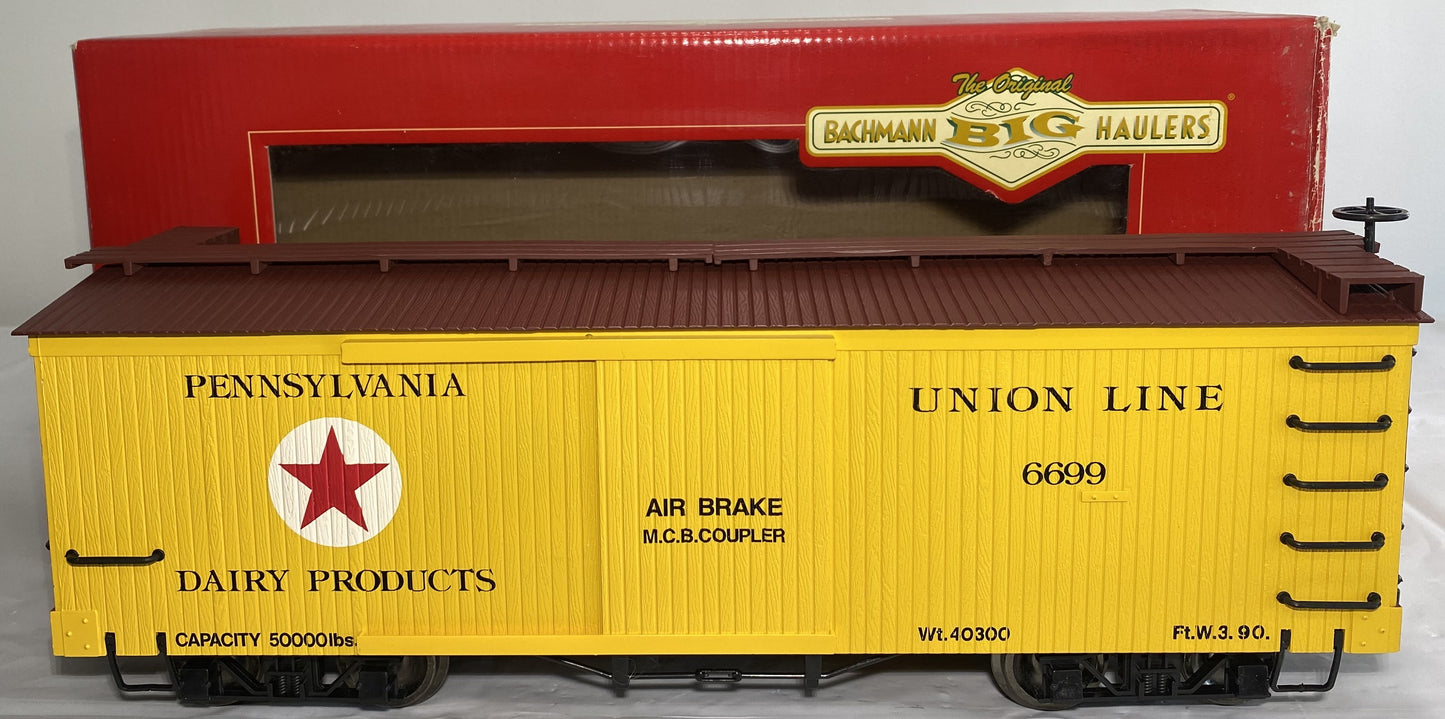 The Original
BACHMANN BIG HAULERS ®
PENNSYLVANIA
DAIRY PRODUCTS
CAPACITY 50000lbs.
AIR BRAKE
M.C.B.COUPLER
UNION LINE
6699
Wt.40300
Ft.W.3. 90.